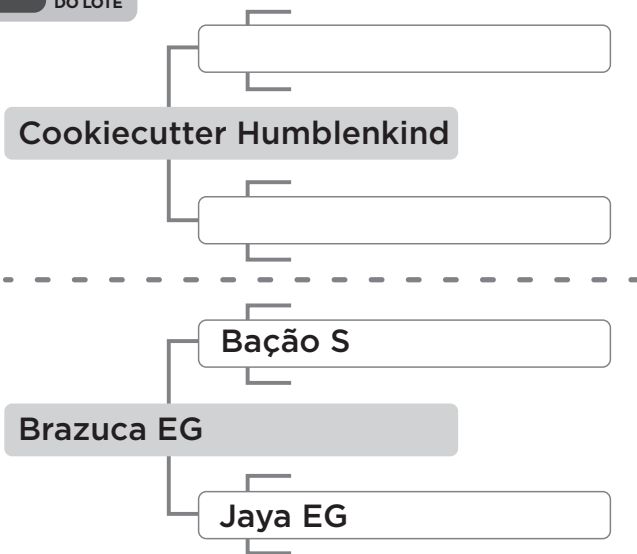 DO LOTE
Cookiecutter Humblenkind
Bação S
Brazuca EG
Jaya EG